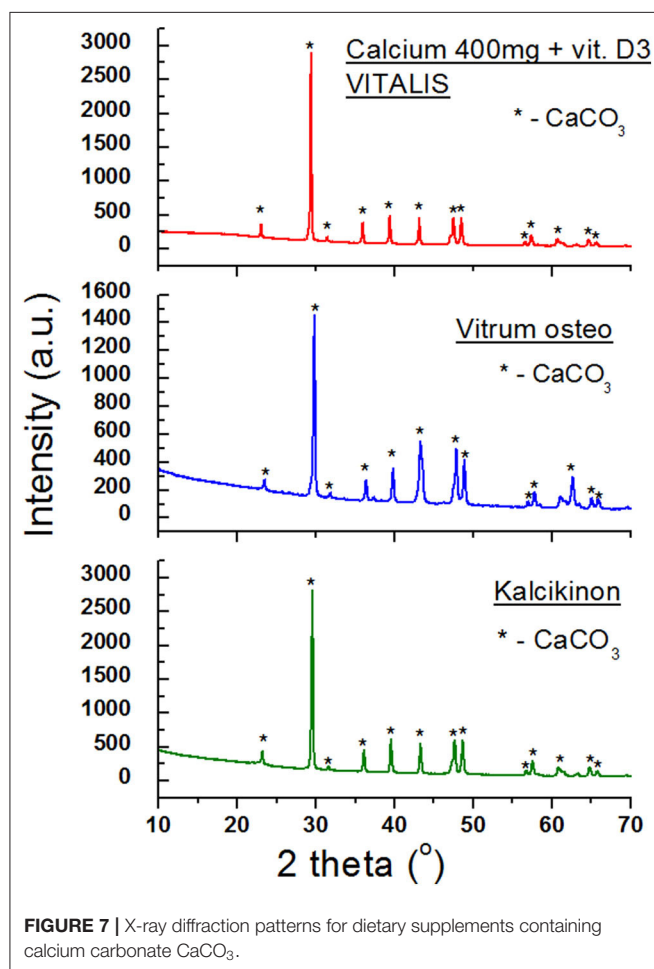 3000
2500
2000
1500
1000
500
0
Calcium 400mg + vit. D3
VITALIS
* - CaCO₃
* * * * * * * * * * * * * *
1600
1400
1200
1000
800
600
400
200
0
Vitrum osteo
* - CaCO₃
* * * * * * * * * * * * * *
Intensity (a.u.)
3000
2500
2000
1500
1000
500
0
Kalcikinon
* - CaCO₃
* * * * * * * * * * * * * *
10 20 30 40 50 60 70
2 theta (°)
FIGURE 7 | X-ray diffraction patterns for dietary supplements containing
calcium carbonate CaCO₃.